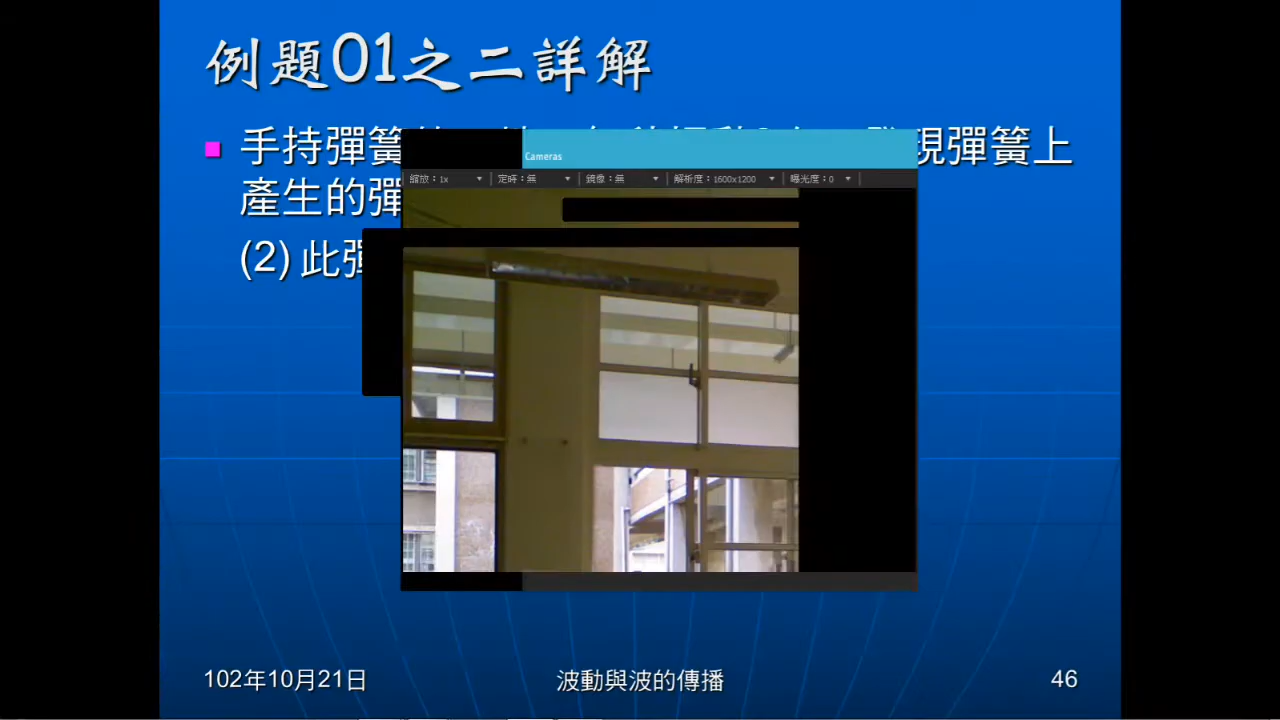 例題01之二詳解
手持彈簧 現彈簧上
產生的彈
(2) 此彈
Cameras
縮放：1x 定時：無 鏡像：無 解析度：1600x1200 曝光度：0
102年10月21日 波動與波的傳播 46